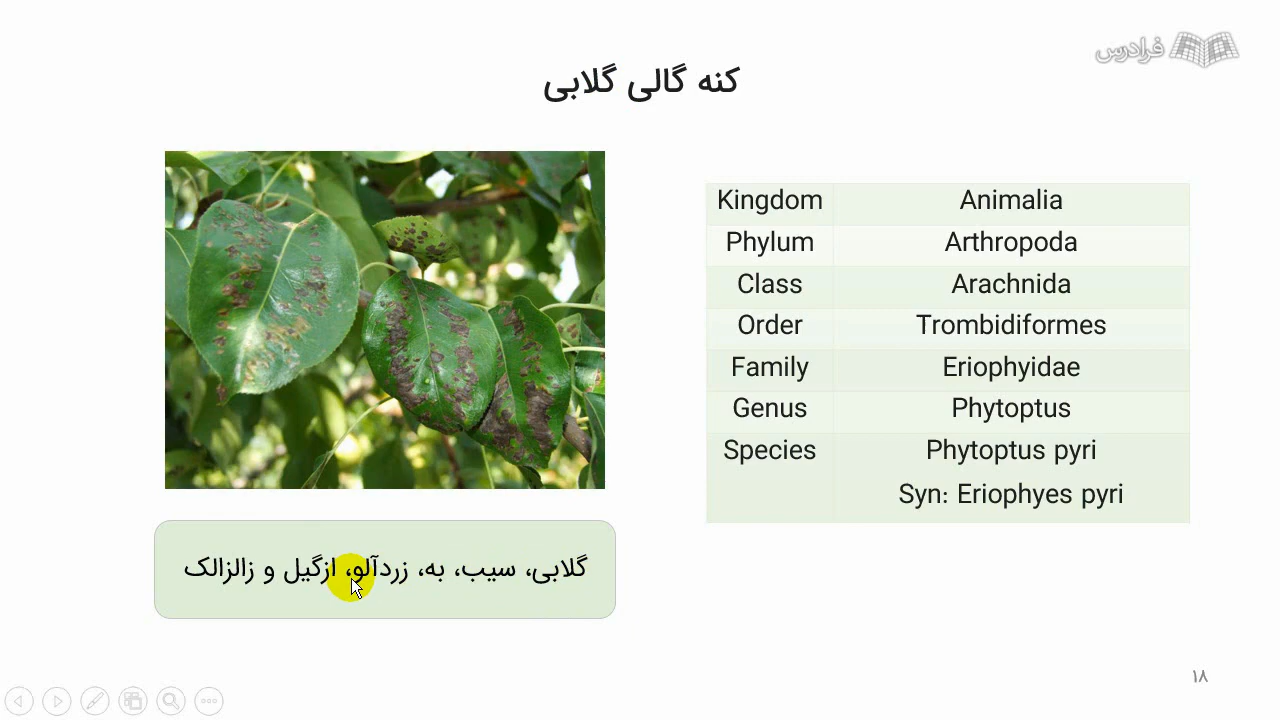 فرادرس
کنه گالی گلابی
Kingdom Animalia
Phylum Arthropoda
Class Arachnida
Order Trombidiformes
Family Eriophyidae
Genus Phytoptus
Species Phytoptus pyri
Syn: Eriophyes pyri
گلابی، سیب، به، زردآلو، ازگیل و زالزالک
۱۸